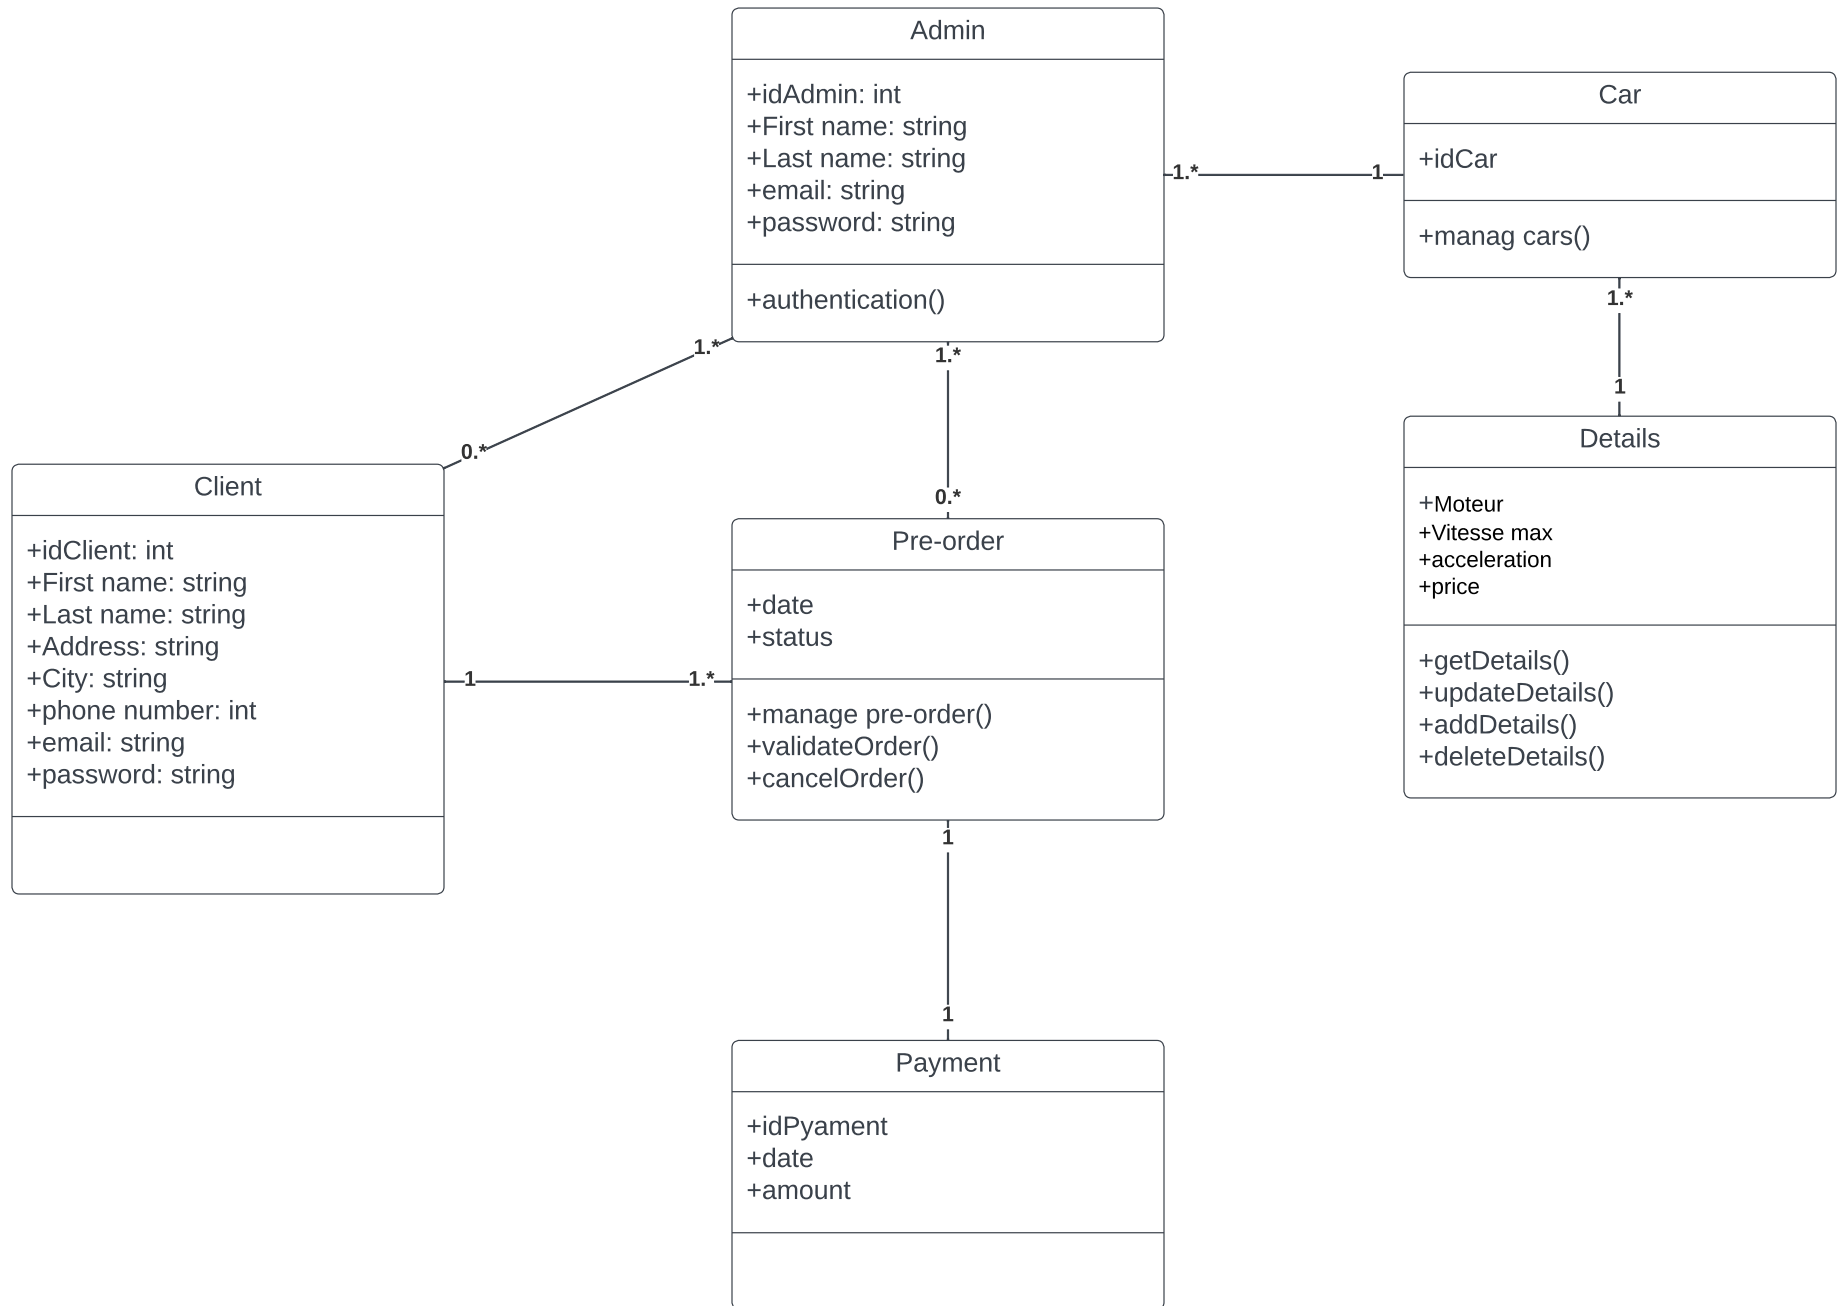 Admin
+idAdmin: int
+First name: string
+Last name: string
+email: string
+password: string
+authentication()
Car
+idCar
+manag cars()
1.*
1
1.*
1
1.*
0.*
1.*
0.*
Client
+idClient: int
+First name: string
+Last name: string
+Address: string
+City: string
+phone number: int
+email: string
+password: string
1
1.*
Pre-order
+date
+status
+manage pre-order()
+validateOrder()
+cancelOrder()
Details
+Moteur
+Vitesse max
+acceleration
+price
+getDetails()
+updateDetails()
+addDetails()
+deleteDetails()
1
1
Payment
+idPyament
+date
+amount